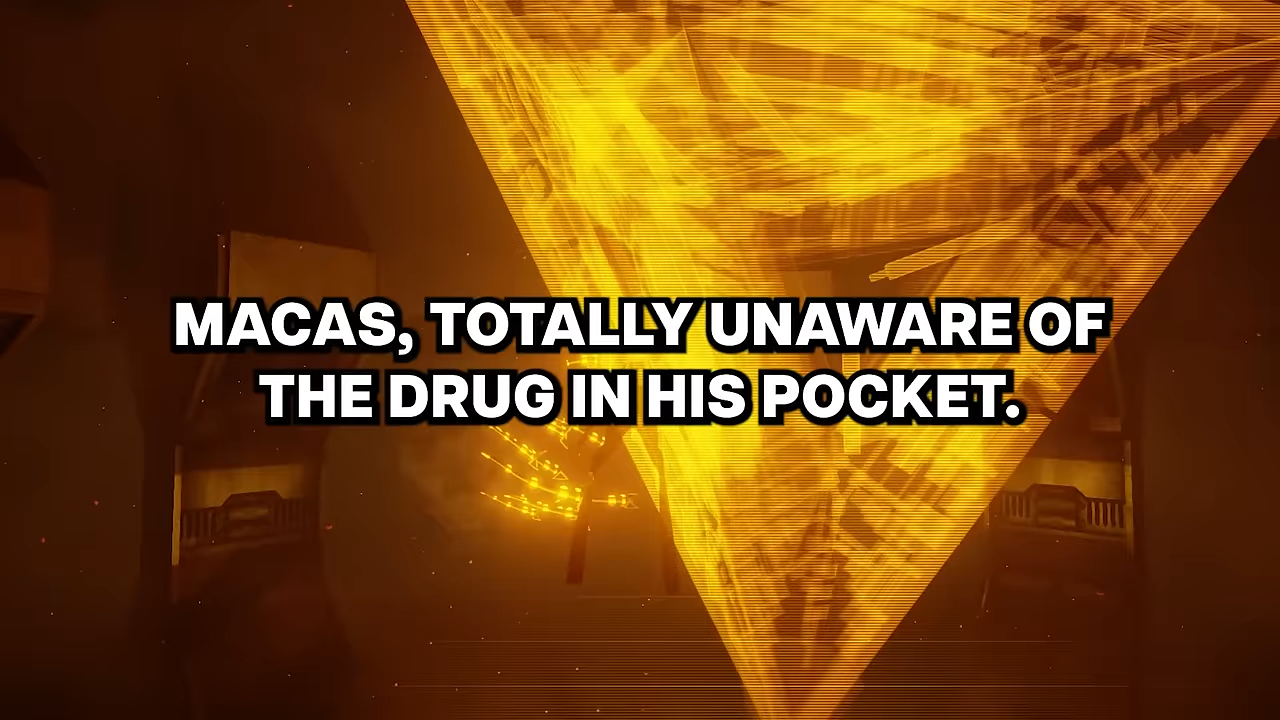 MACAS, TOTALLY UNAWARE OF
THE DRUG IN HIS POCKET.